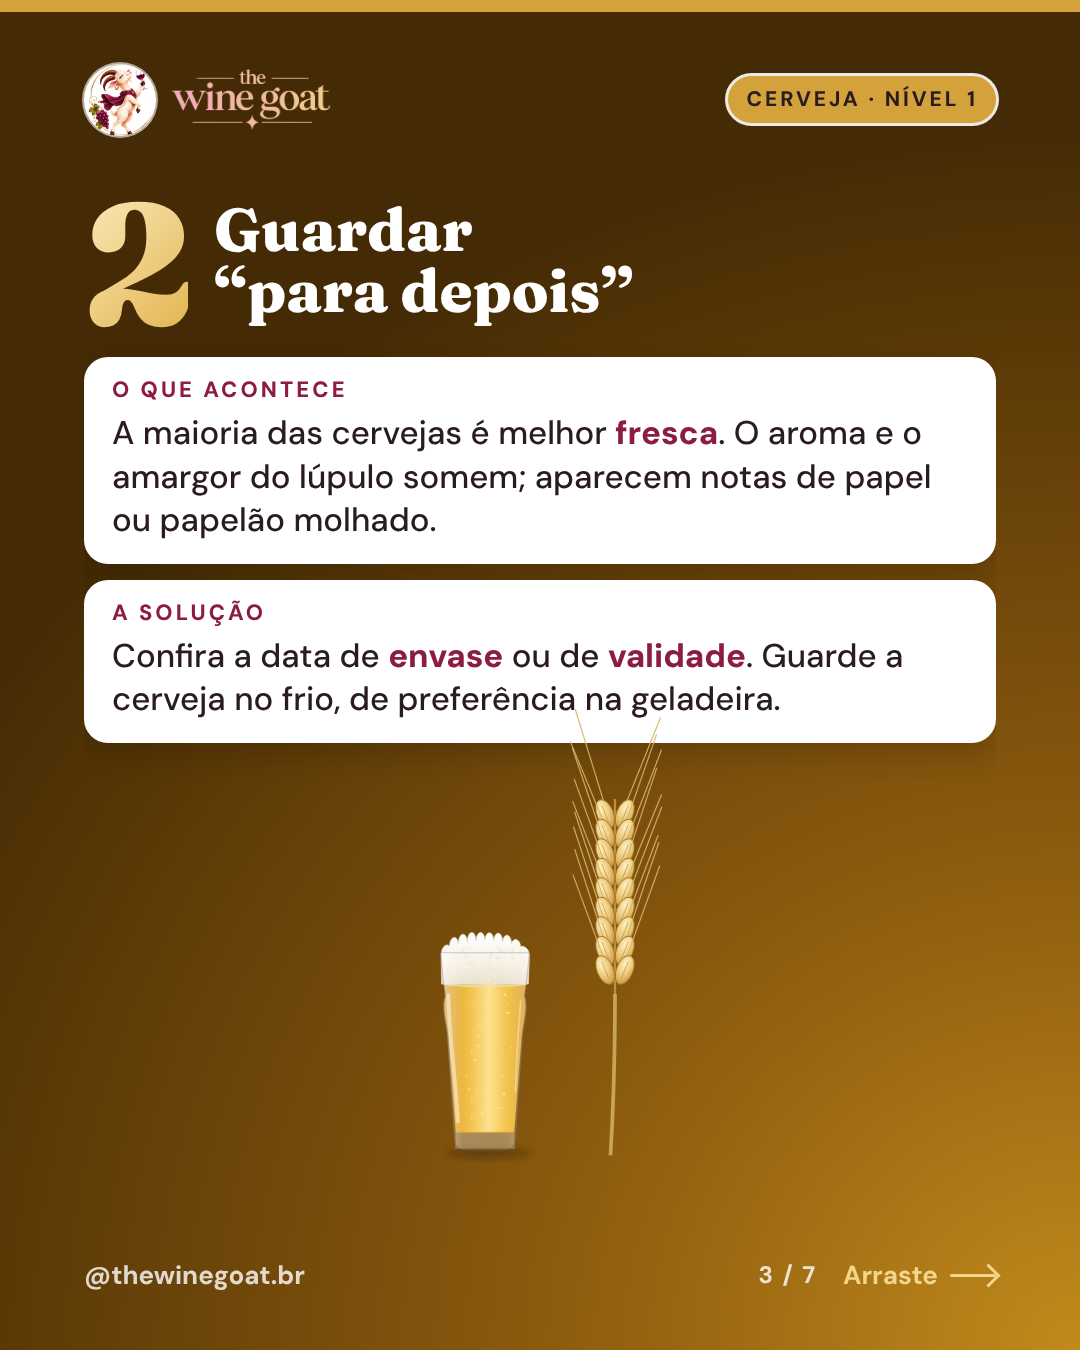 the
wine goat
CERVEJA · NÍVEL 1
2
Guardar
“para depois”
O QUE ACONTECE
A maioria das cervejas é melhor fresca. O aroma e o
amargor do lúpulo somem; aparecem notas de papel
ou papelão molhado.
A SOLUÇÃO
Confira a data de envase ou de validade. Guarde a
cerveja no frio, de preferência na geladeira.
@thewinegoat.br
3 / 7
Arraste